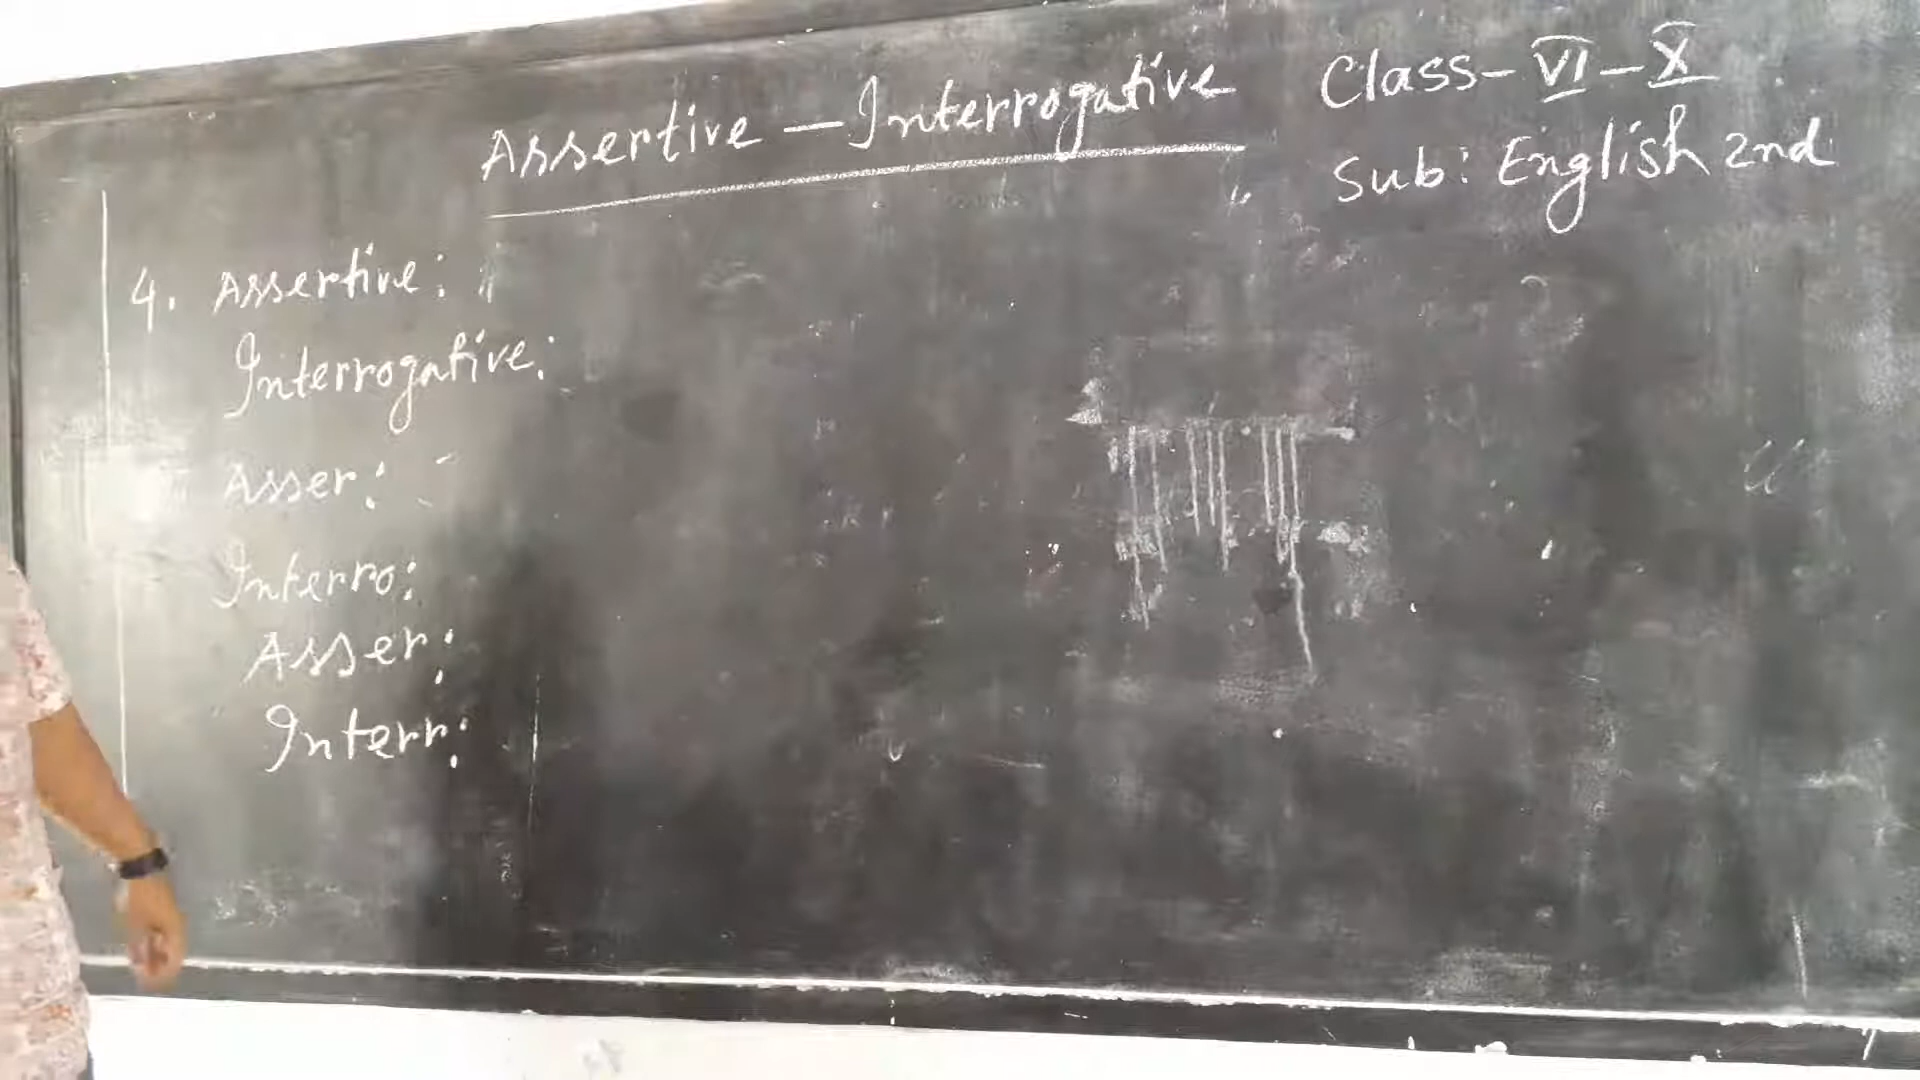 Assertive - Interrogative
Class - VI - X
Sub: English 2nd
4. Assertive:
Interrogative:
Asser:
Interro:
Asser:
Interr: